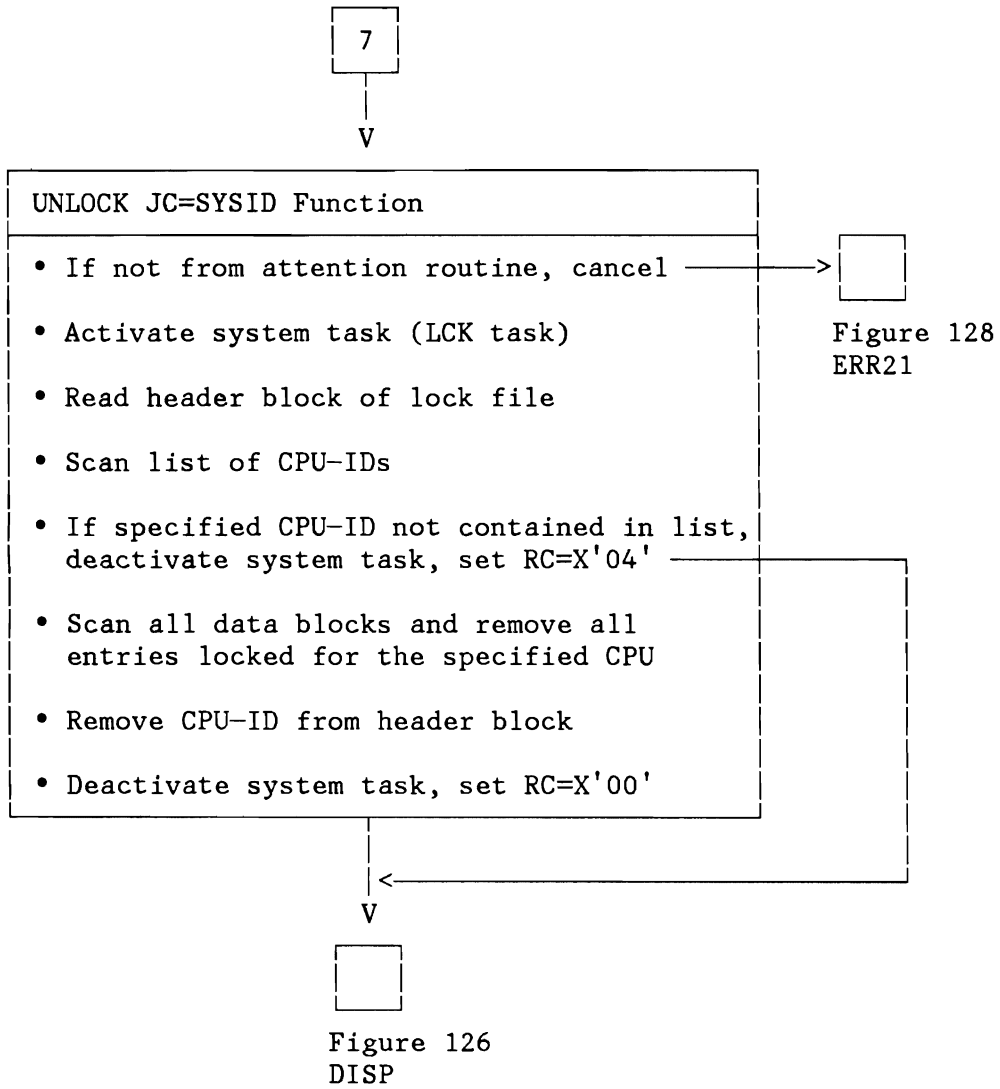 7
V
UNLOCK JC=SYSID Function
• If not from attention routine, cancel
>
• Activate system task (LCK task)
Figure 128
ERR21
• Read header block of lock file
• Scan list of CPU-IDs
• If specified CPU-ID not contained in list,
deactivate system task, set RC=X'04'
• Scan all data blocks and remove all
entries locked for the specified CPU
• Remove CPU-ID from header block
• Deactivate system task, set RC=X'00'
<
V
Figure 126
DISP